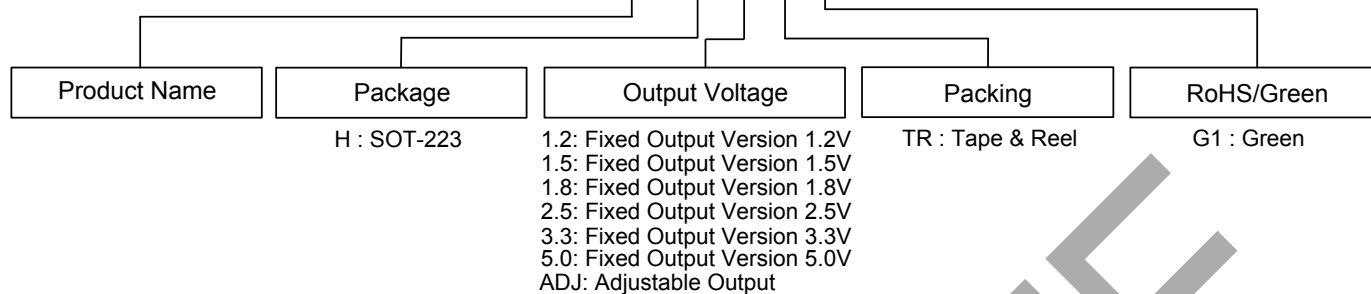 Product Name
Package
Output Voltage
Packing
RoHS/Green
H : SOT-223
1.2: Fixed Output Version 1.2V
1.5: Fixed Output Version 1.5V
1.8: Fixed Output Version 1.8V
2.5: Fixed Output Version 2.5V
3.3: Fixed Output Version 3.3V
5.0: Fixed Output Version 5.0V
ADJ: Adjustable Output
TR : Tape & Reel
G1 : Green